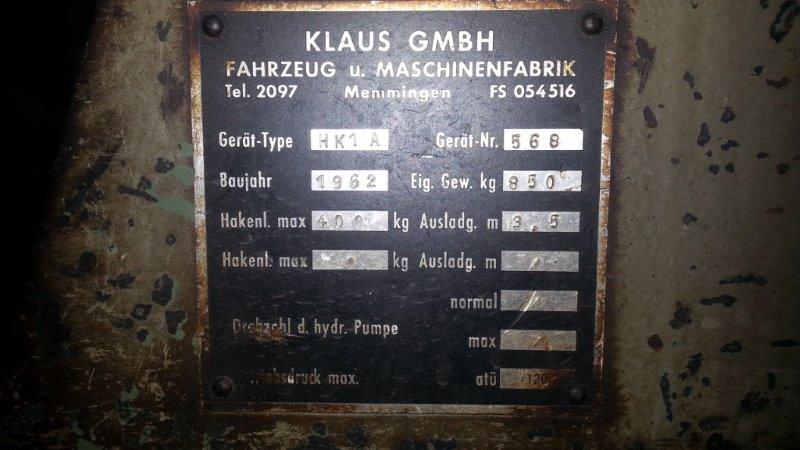 KLAUS GMBH
FAHRZEUG u. MASCHINENFABRIK
Tel. 2097 Memmingen FS 054516
Gerät-Type HK1A Gerät-Nr. 568
Baujahr 1962 Eig. Gew. kg 850
Hakenl. max 400 kg Ausladg. m 3,5
Hakenl. max kg Ausladg. m
normal
Drehzahl d. hydr. Pumpe
max
max. atü 120